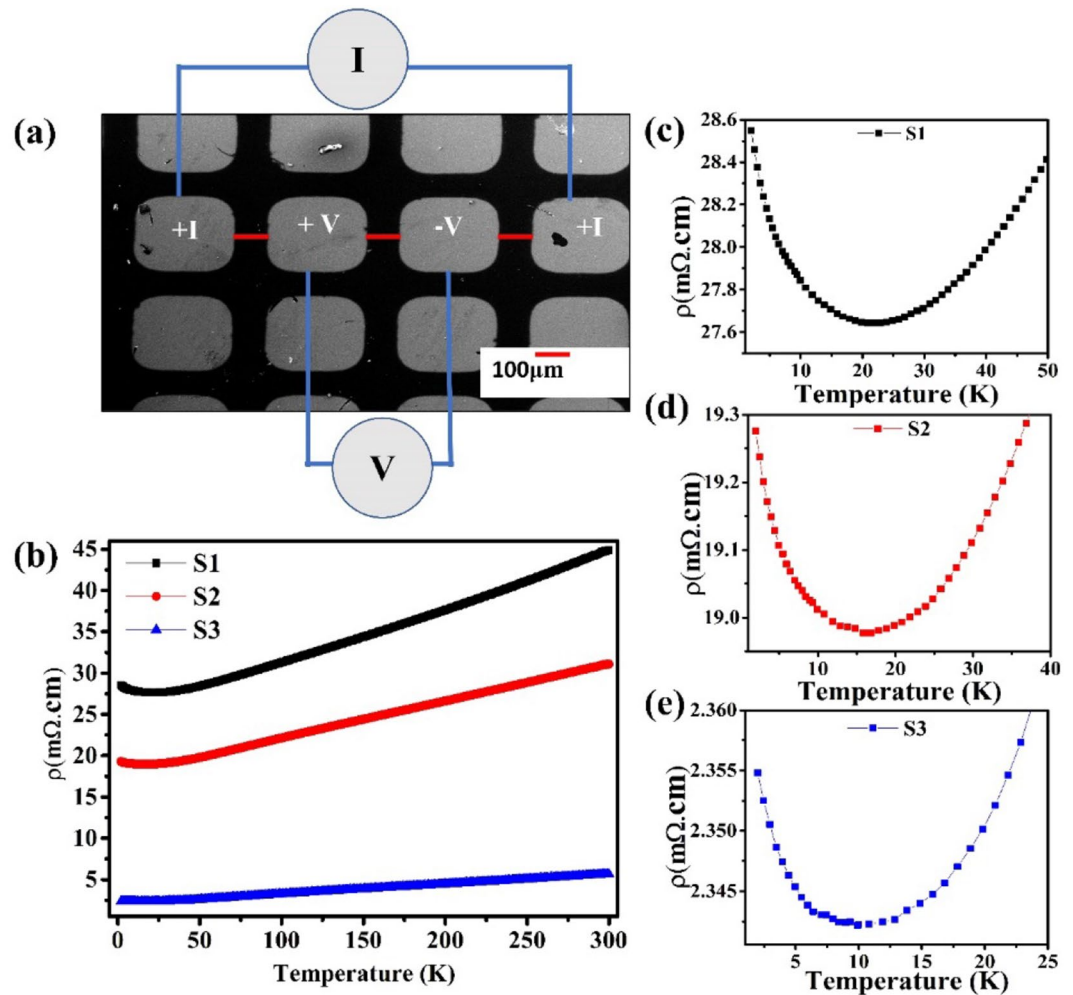 I
(a)
+I
+ V
-V
+I
100μm
V
(b)
45
40
35
30
25
20
15
10
5
ρ(mΩ.cm)
S1
S2
S3
0
50
100
150
200
250
300
Temperature (K)
(c)
28.6
28.4
28.2
28.0
27.8
27.6
ρ(mΩ.cm)
S1
10
20
30
40
50
Temperature (K)
(d)
19.3
19.2
19.1
19.0
ρ(mΩ.cm)
S2
10
20
30
40
Temperature (K)
(e)
2.360
2.355
2.350
2.345
ρ(mΩ.cm)
S3
5
10
15
20
25
Temperature (K)